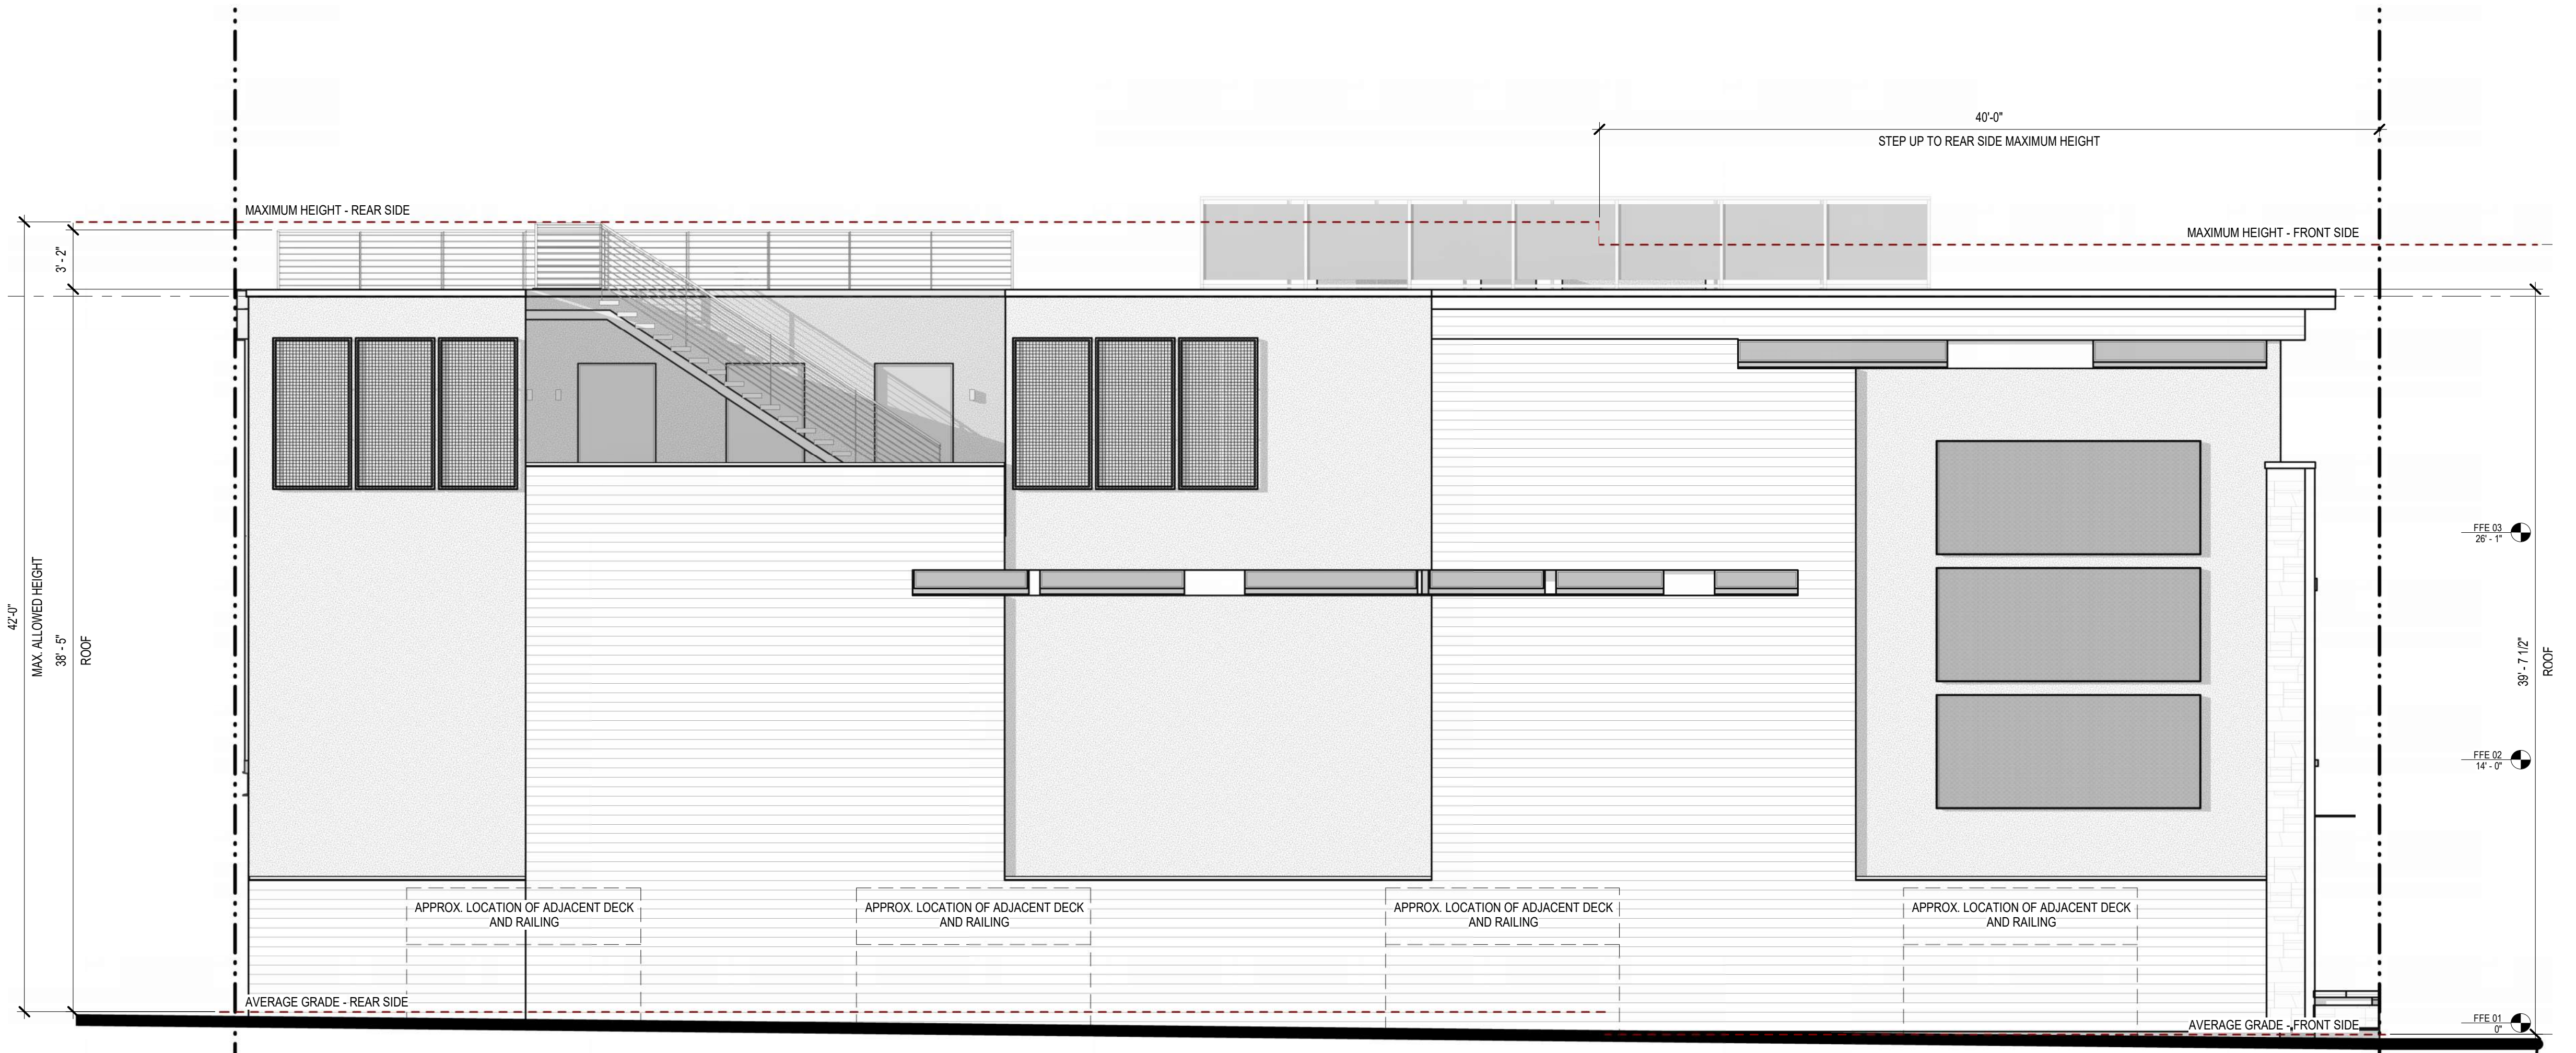 40'-0"
STEP UP TO REAR SIDE MAXIMUM HEIGHT
MAXIMUM HEIGHT - REAR SIDE
MAXIMUM HEIGHT - FRONT SIDE
3' - 2"
42'-0"
MAX. ALLOWED HEIGHT
38' - 5"
ROOF
FFE 03
26' - 1"
39' - 7 1/2"
ROOF
FFE 02
14' - 0"
APPROX. LOCATION OF ADJACENT DECK
AND RAILING
APPROX. LOCATION OF ADJACENT DECK
AND RAILING
APPROX. LOCATION OF ADJACENT DECK
AND RAILING
APPROX. LOCATION OF ADJACENT DECK
AND RAILING
AVERAGE GRADE - REAR SIDE
AVERAGE GRADE - FRONT SIDE
FFE 01
0"